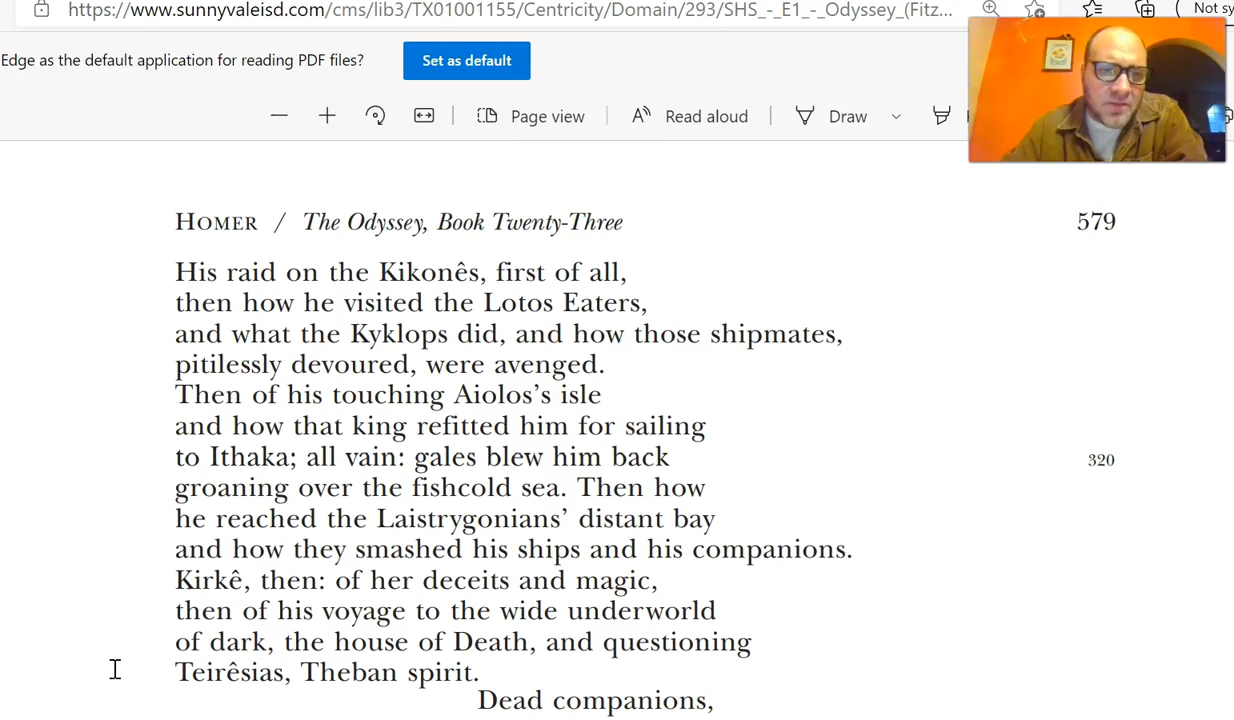 https://www.sunnyvaleisd.com/cms/lib3/TX01001155/Centricity/Domain/293/SHS_-_E1_-_Odyssey_(Fitz...
Not sy
Edge as the default application for reading PDF files?
Set as default
Page view
Read aloud
Draw
HOMER / The Odyssey, Book Twenty-Three 579
His raid on the Kikonês, first of all,
then how he visited the Lotos Eaters,
and what the Kyklops did, and how those shipmates,
pitilessly devoured, were avenged.
Then of his touching Aiolos's isle
and how that king refitted him for sailing
to Ithaka; all vain: gales blew him back 320
groaning over the fishcold sea. Then how
he reached the Laistrygonians' distant bay
and how they smashed his ships and his companions.
Kirkê, then: of her deceits and magic,
then of his voyage to the wide underworld
of dark, the house of Death, and questioning
Teirêsias, Theban spirit.
Dead companions,